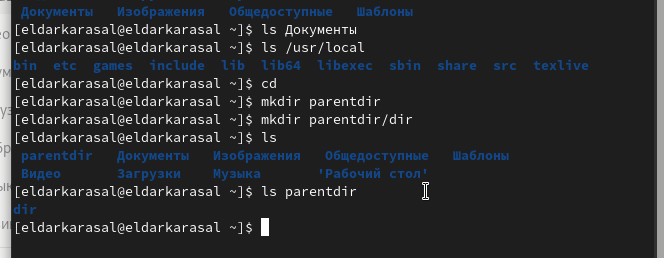 Документы Изображения Общедоступные Шаблоны
[eldarkarasal@eldarkarasal ~]$ ls Документы
[eldarkarasal@eldarkarasal ~]$ ls /usr/local
bin etc games include lib lib64 libexec sbin share src texlive
[eldarkarasal@eldarkarasal ~]$ cd
[eldarkarasal@eldarkarasal ~]$ mkdir parentdir
[eldarkarasal@eldarkarasal ~]$ mkdir parentdir/dir
[eldarkarasal@eldarkarasal ~]$ ls
parentdir Документы Изображения Общедоступные Шаблоны
Видео Загрузки Музыка 'Рабочий стол'
[eldarkarasal@eldarkarasal ~]$ ls parentdir
dir
[eldarkarasal@eldarkarasal ~]$